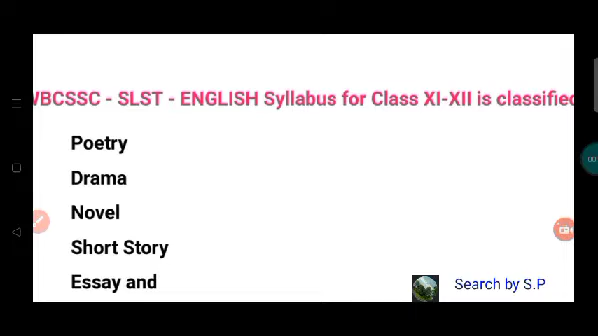 WBCSSC - SLST - ENGLISH Syllabus for Class XI-XII is classified
Poetry
Drama
Novel
Short Story
Essay and
Search by S.P